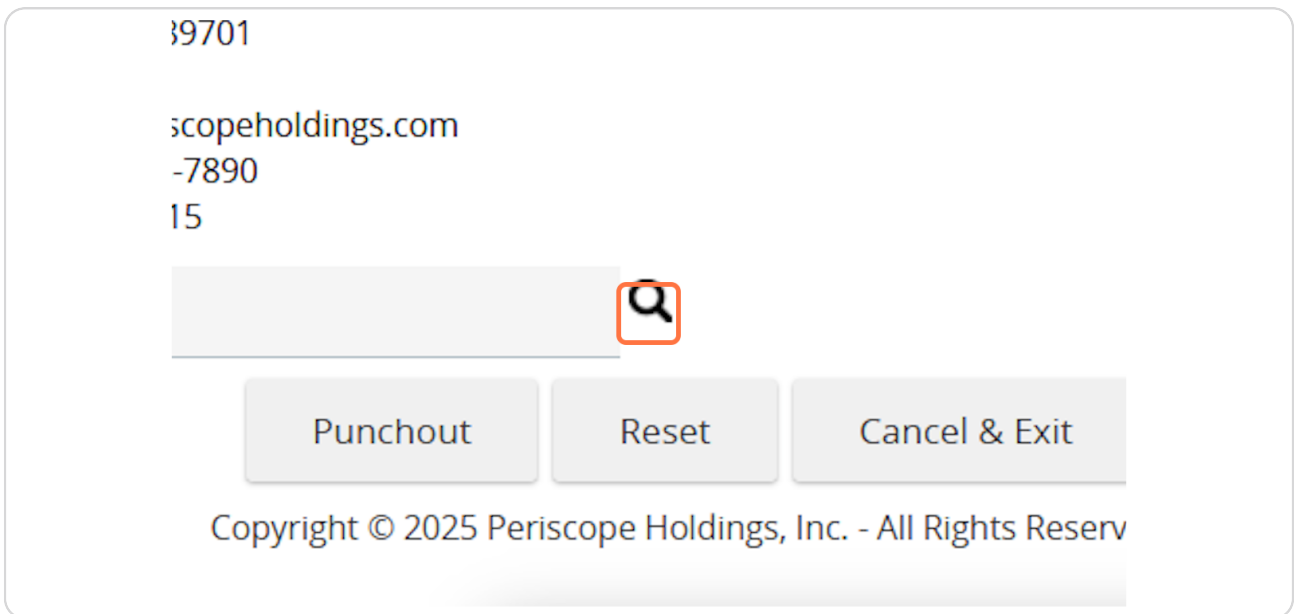 39701
scopeholdings.com
-7890
15
Punchout Reset Cancel & Exit
Copyright © 2025 Periscope Holdings, Inc. - All Rights Reserv